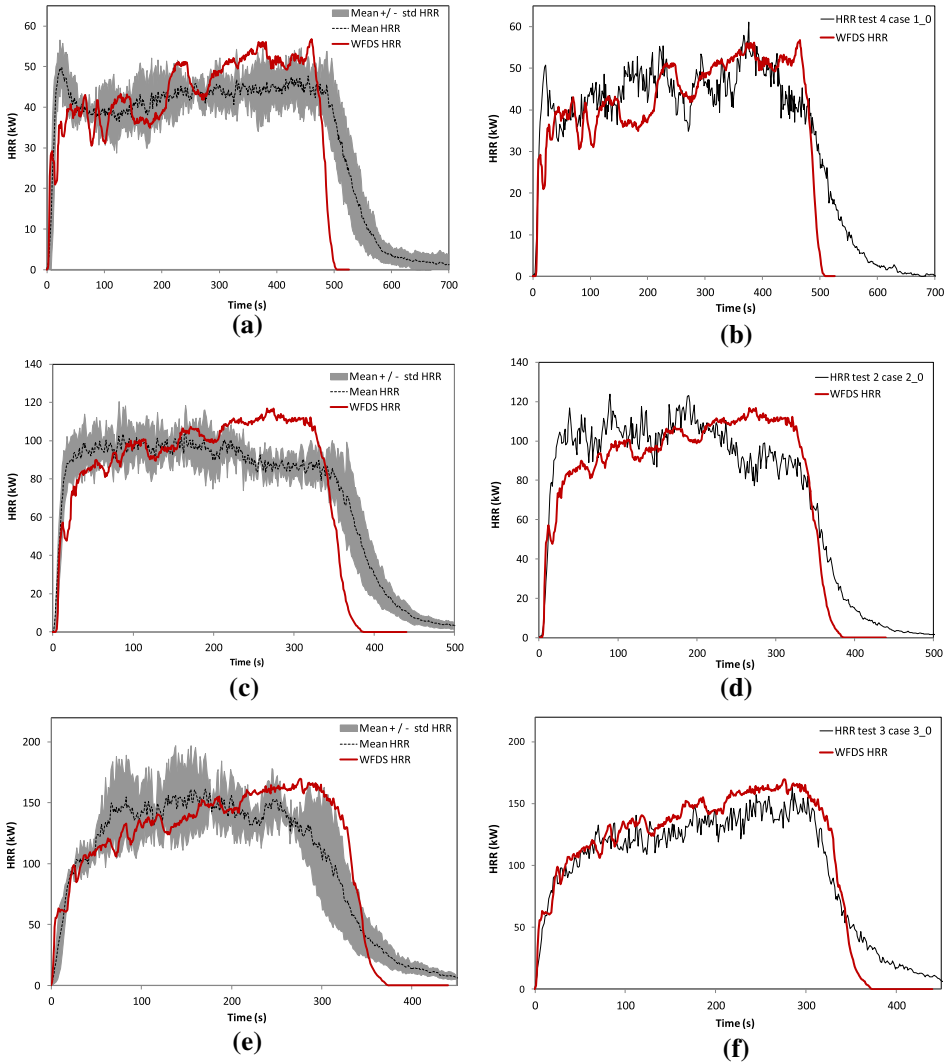 Mean +/- std HRR
Mean HRR
WFDS HRR
HRR (kW)
60
50
40
30
20
10
0
0 100 200 300 400 500 600 700
Time (s)
(a)
HRR test 4 case 1_0
WFDS HRR
HRR (kW)
60
50
40
30
20
10
0
0 100 200 300 400 500 600 700
Time (s)
(b)
Mean + / - std HRR
Mean HRR
WFDS HRR
HRR (kW)
140
120
100
80
60
40
20
0
0 100 200 300 400 500
Time (s)
(c)
HRR test 2 case 2_0
WFDS HRR
HRR (kW)
140
120
100
80
60
40
20
0
0 100 200 300 400 500
Time (s)
(d)
Mean + / - std HRR
Mean HRR
WFDS HRR
HRR (kW)
200
150
100
50
0
0 100 200 300 400
Time (s)
(e)
HRR test 3 case 3_0
WFDS HRR
HRR (kW)
200
150
100
50
0
0 100 200 300 400
Time (s)
(f)